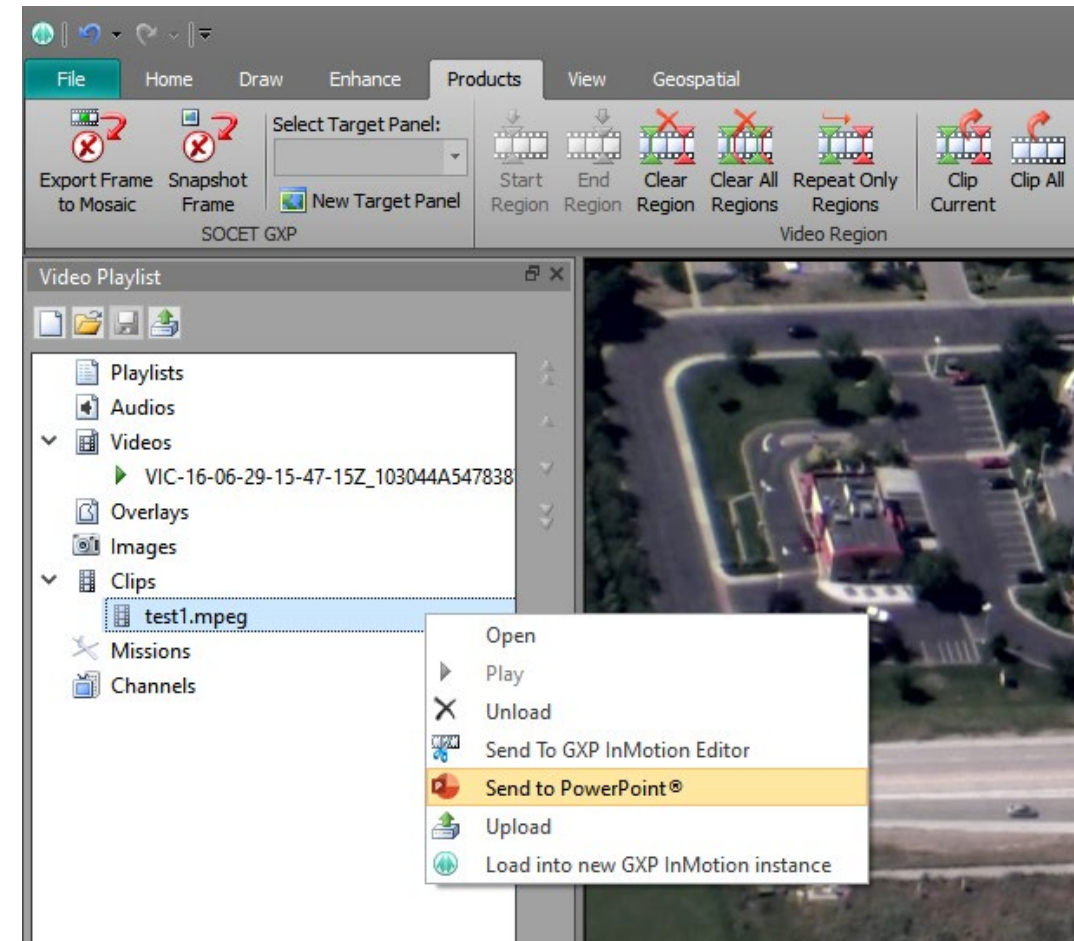 File Home Draw Enhance Products View Geospatial
Export Frame to Mosaic
Snapshot Frame
Select Target Panel:
New Target Panel
SOCET GXP
Start Region
End Region
Clear Region
Clear All Regions
Repeat Only Regions
Clip Current
Clip All
Video Region
Video Playlist
Playlists
Audios
Videos
VIC-16-06-29-15-47-15Z_103044A547838
Overlays
Images
Clips
test1.mpeg
Missions
Channels
Open
Play
Unload
Send To GXP InMotion Editor
Send to PowerPoint®
Upload
Load into new GXP InMotion instance